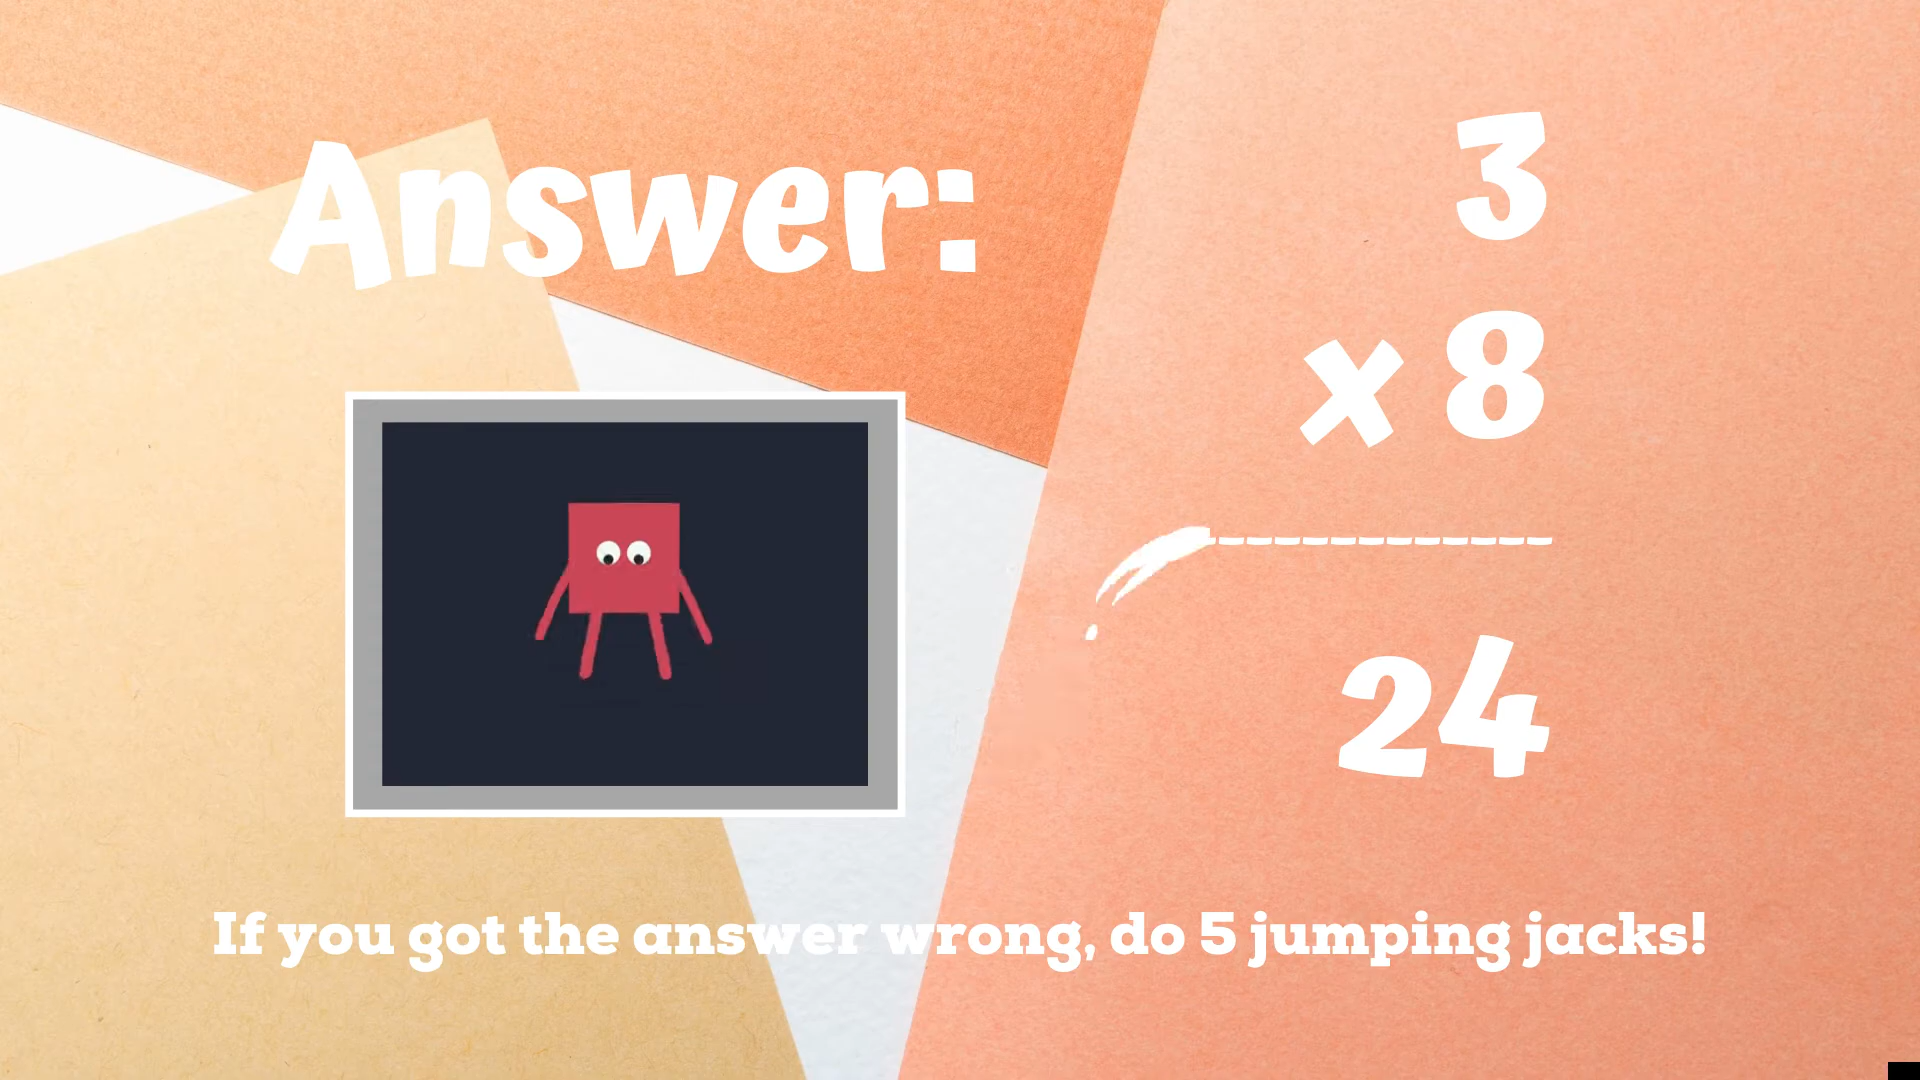 Answer:
3
x 8
------------
24
If you got the answer wrong, do 5 jumping jacks!